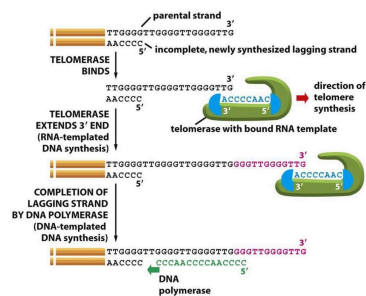 parental strand
3′
TTGGGGTTGGGGTTGGGGTTG
AACCCC
5′
incomplete, newly synthesized lagging strand
TELOMERASE
BINDS
3′
TTGGGGTTGGGGTTGGGGTTG
AACCCC
5′
ACCCCAAC
3′ 5′
direction of
telomere
synthesis
telomerase with bound RNA template
TELOMERASE
EXTENDS 3′ END
(RNA-templated
DNA synthesis)
3′
TTGGGGTTGGGGTTGGGGTTGGGGTTGGGGTTG
AACCCC
5′
ACCCCAAC
3′ 5′
COMPLETION OF
LAGGING STRAND
BY DNA POLYMERASE
(DNA-templated
DNA synthesis)
3′
TTGGGGTTGGGGTTGGGGTTGGGGTTGGGGTTG
AACCCC CCCAACCCCAACCCC
5′
DNA
polymerase